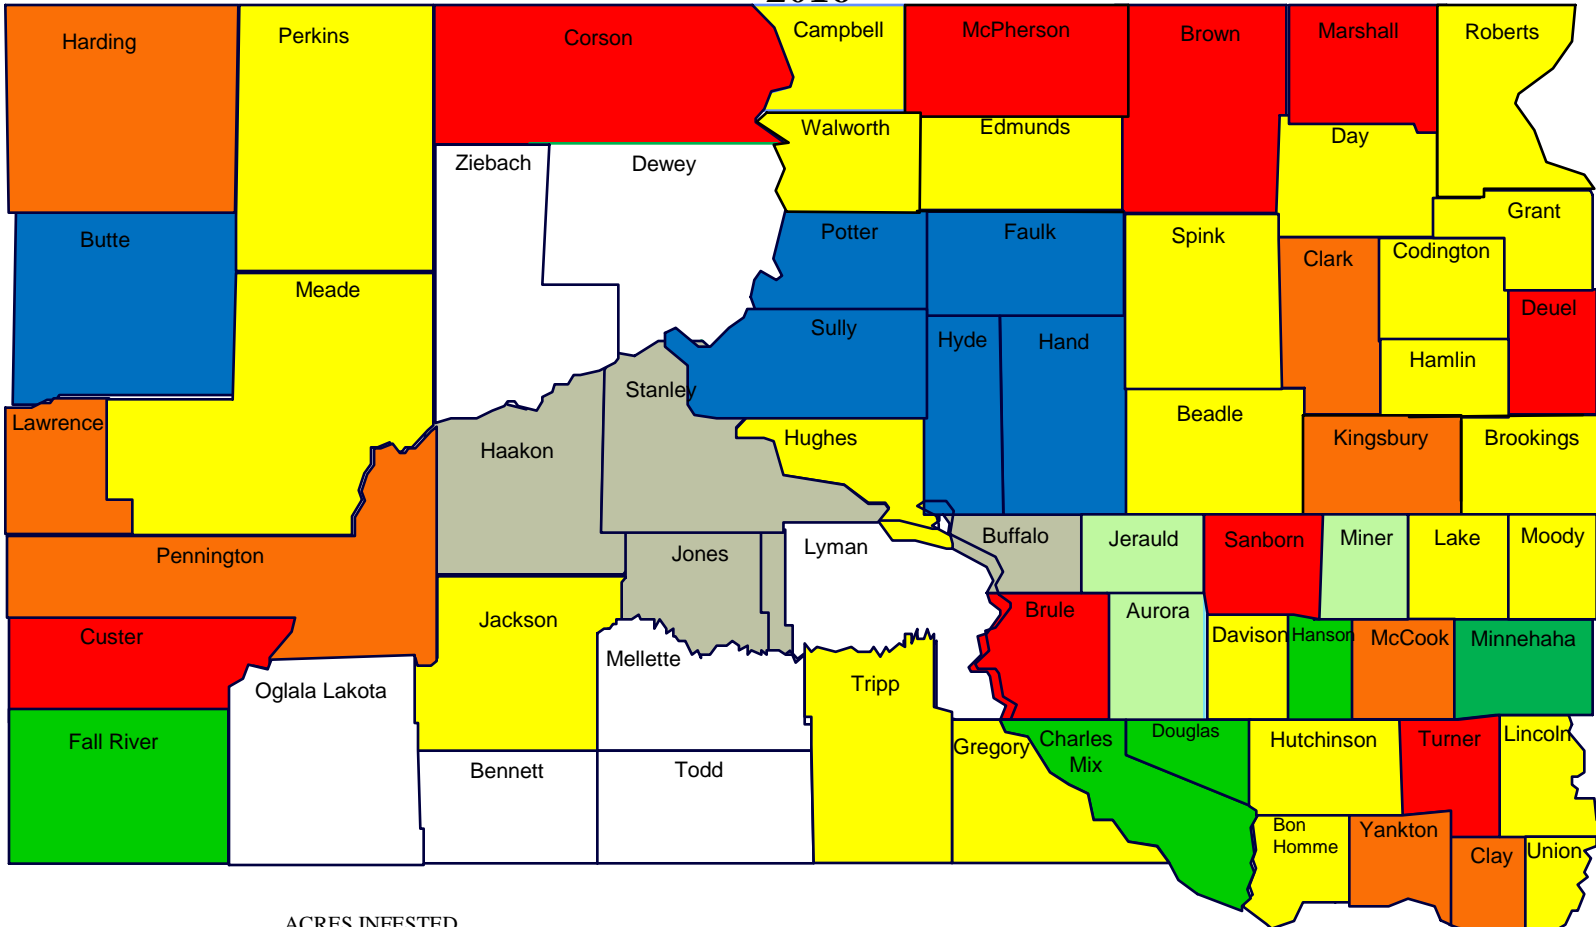 Harding
Perkins
Corson
Campbell
McPherson
Brown
Marshall
Roberts
Walworth
Edmunds
Day
Ziebach
Dewey
Grant
Butte
Potter
Faulk
Spink
Clark
Codington
Meade
Deuel
Sully
Hyde
Hand
Hamlin
Stanley
Lawrence
Haakon
Hughes
Beadle
Kingsbury
Brookings
Pennington
Jones
Lyman
Buffalo
Jerauld
Sanborn
Miner
Lake
Moody
Custer
Jackson
Brule
Aurora
Davison
Hanson
McCook
Minnehaha
Oglala Lakota
Mellette
Tripp
Fall River
Bennett
Todd
Gregory
Charles
Mix
Douglas
Hutchinson
Turner
Lincoln
Bon
Homme
Yankton
Clay
Union
ACRES INFESTED